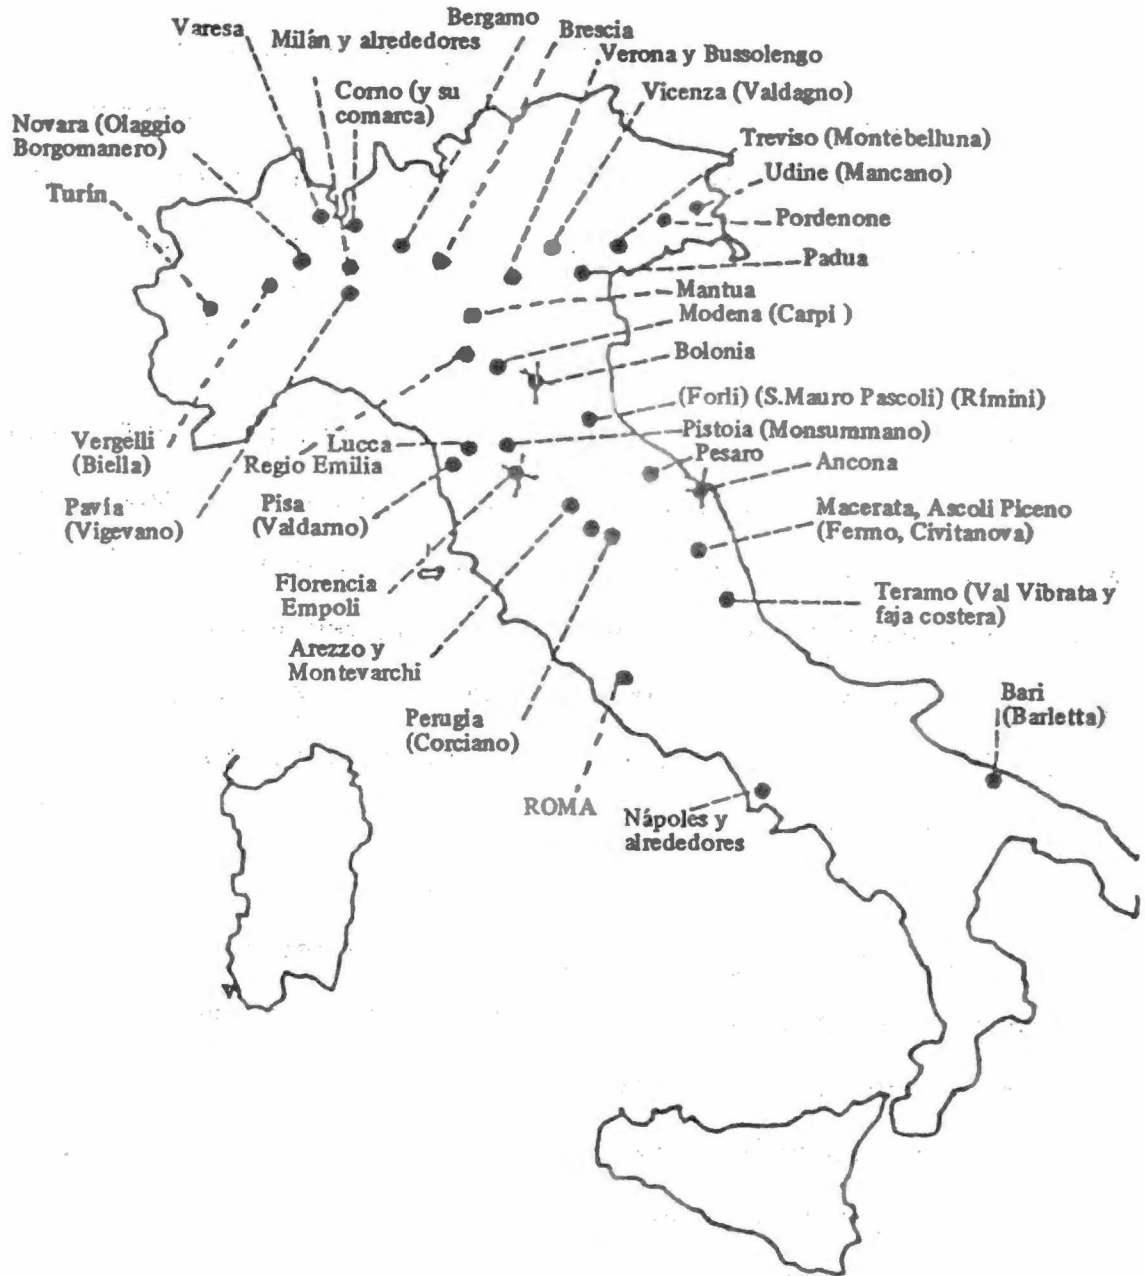 Bergamo
Varesa
Milán y alrededores
Brescia
Verona y Bussolengo
Como (y su
comarca)
Vicenza (Valdagno)
Novara (Olaggio
Borgomanero)
Treviso (Montebelluna)
Turín
Udine (Mancano)
Pordenone
Padua
Mantua
Modena (Carpi )
Bolonia
(Forli) (S.Mauro Pascoli) (Rímini)
Vergelli
(Biella)
Lucca
Regio Emilia
Pistoia (Monsummano)
Pesaro
Ancona
Pavía
(Vigevano)
Pisa
(Valdarno)
Macerata, Ascoli Piceno
(Fermo, Civitanova)
Florencia
Empoli
Teramo (Val Vibrata y
faja costera)
Arezzo y
Montevarchi
Perugia
(Corciano)
Bari
(Barletta)
ROMA
Nápoles y
alrededores